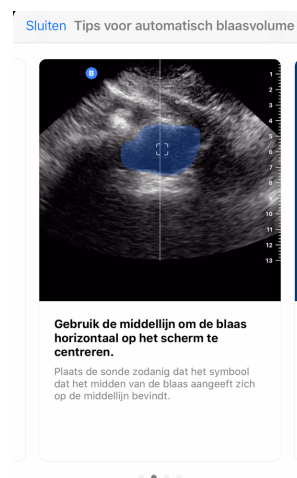 Sluiten Tips voor automatisch blaasvolume
B
1
2
3
4
5
6
7
8
9
10
11
12
13
Gebruik de middellijn om de blaas
horizontaal op het scherm te
centreren.
Plaats de sonde zodanig dat het symbool
dat het midden van de blaas aangeeft zich
op de middellijn bevindt.